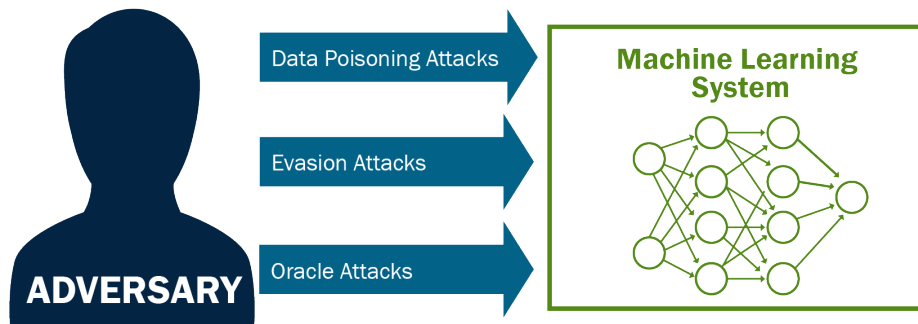 Data Poisoning Attacks
Evasion Attacks
Oracle Attacks
ADVERSARY
Machine Learning
System